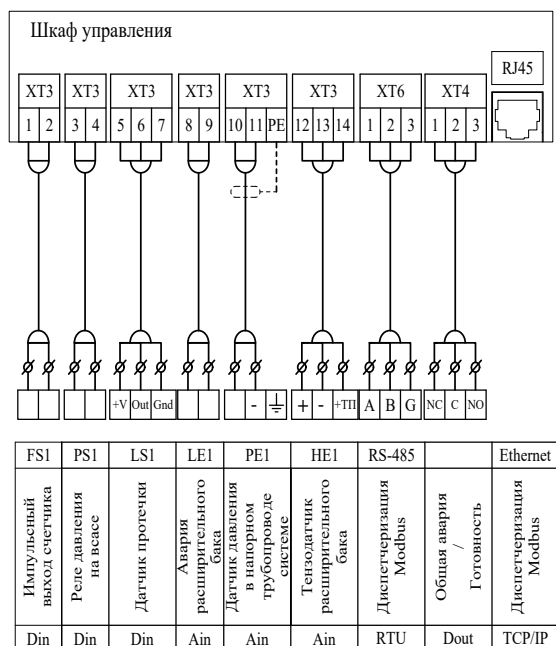 Шкаф управления
RJ45
XT3 XT3 XT3 XT3 XT3 XT3 XT6 XT4
1 2 3 4 5 6 7 8 9 10 11 PE 12 13 14 1 2 3 1 2 3
+V Out Gnd - + - +ТП A B G NC C NO
FS1 PS1 LS1 LE1 PE1 HE1 RS-485 Ethernet
Импульсный
выход счетчика
Реле давления
на всасе
Датчик протечки
Авария
расширительного
бака
Датчик давления
в напорном
трубопроводе
системе
Тензодатчик
расширительного
бака
Диспетчеризация
Modbus
Общая авария
/
Готовность
Диспетчеризация
Modbus
Din Din Din Ain Ain Ain RTU Dout TCP/IP